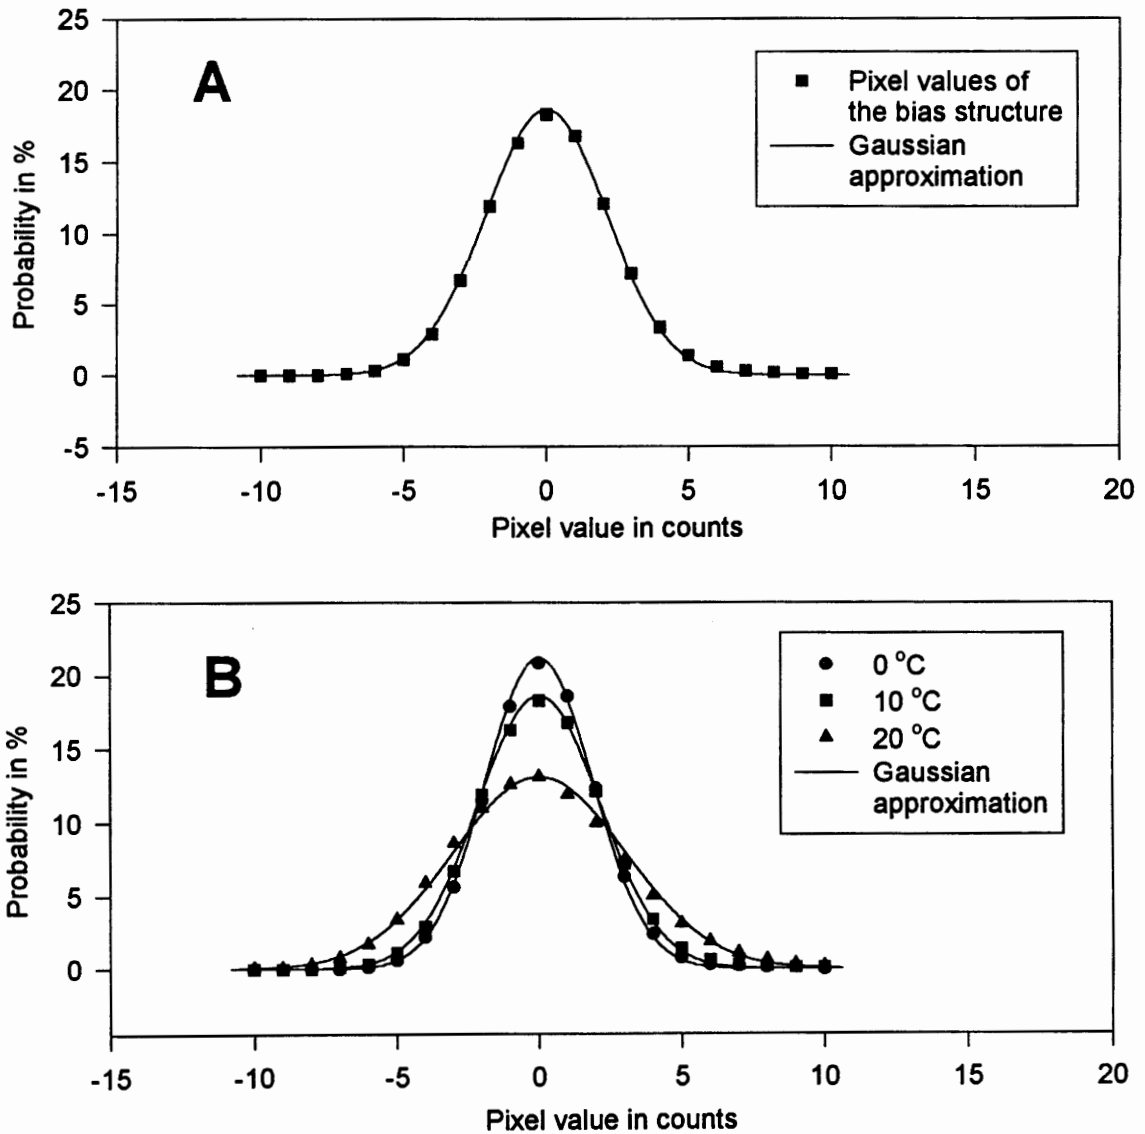 A
25
20
15
10
5
0
-5
Probability in %
-15 -10 -5 0 5 10 15 20
Pixel value in counts
Pixel values of
the bias structure
Gaussian
approximation
B
25
20
15
10
5
0
Probability in %
-15 -10 -5 0 5 10 15 20
Pixel value in counts
0 °C
10 °C
20 °C
Gaussian
approximation